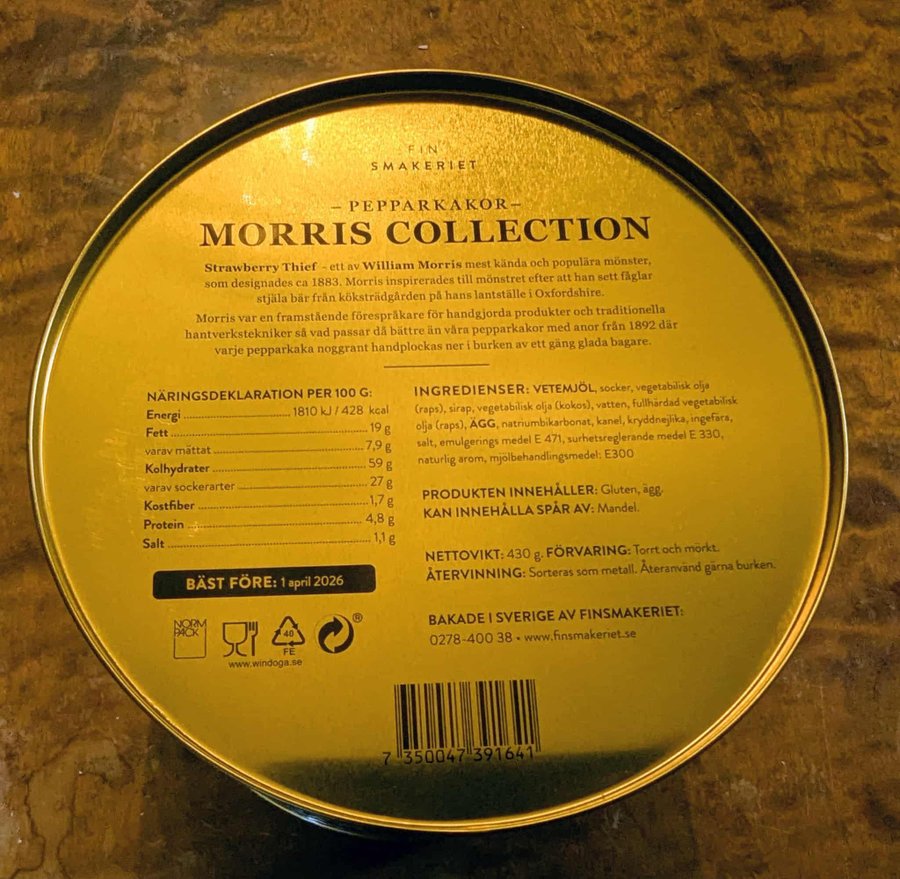 FIN
SMAKERIET
– PEPPARKAKOR–
MORRIS COLLECTION
Strawberry Thief - ett av William Morris mest kända och populära mönster,
som designades ca 1883. Morris inspirerades till mönstret efter att han sett fåglar
stjäla bär från köksträdgården på hans lantställe i Oxfordshire.
Morris var en framstående förespråkare för handgjorda produkter och traditionella
hantverkstekniker så vad passar då bättre än våra pepparkakor med anor från 1892 där
varje pepparkaka noggrant handplockas ner i burken av ett gäng glada bagare.
NÄRINGSDEKLARATION PER 100 G:
Energi 1810 kJ / 428 kcal
Fett 19 g
varav mättat 7,9 g
Kolhydrater 59 g
varav sockerarter 27 g
Kostfiber 1,7 g
Protein 4,8 g
Salt 1,1 g
BÄST FÖRE: 1 april 2026
NORM
PACK
40
FE
®
www.windoga.se
INGREDIENSER: VETEMJÖL, socker, vegetabilisk olja
(raps), sirap, vegetabilisk olja (kokos), vatten, fullhärdad vegetabilisk
olja (raps), ÄGG, natriumbikarbonat, kanel, kryddnejlika, ingefära,
salt, emulgerings medel E 471, surhetsreglerande medel E 330,
naturlig arom, mjölbehandlingsmedel: E300
PRODUKTEN INNEHÅLLER: Gluten, ägg.
KAN INNEHÅLLA SPÅR AV: Mandel.
NETTOVIKT: 430 g. FÖRVARING: Torrt och mörkt.
ÅTERVINNING: Sorteras som metall. Återanvänd gärna burken.
BAKADE I SVERIGE AV FINSMAKERIET:
0278-400 38 • www.finsmakeriet.se
7 350047 391641